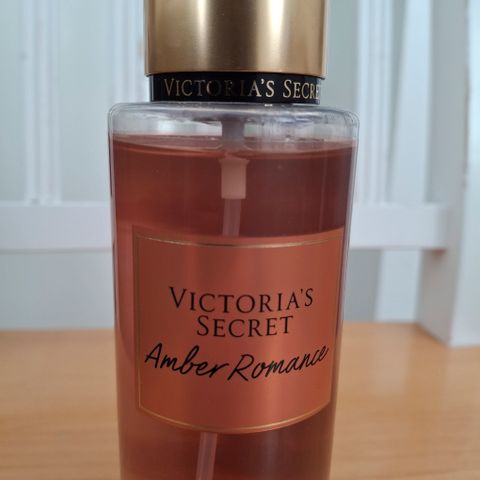 VICTORIA'S SECRE
VICTORIA'S
SECRET
Amber Romance